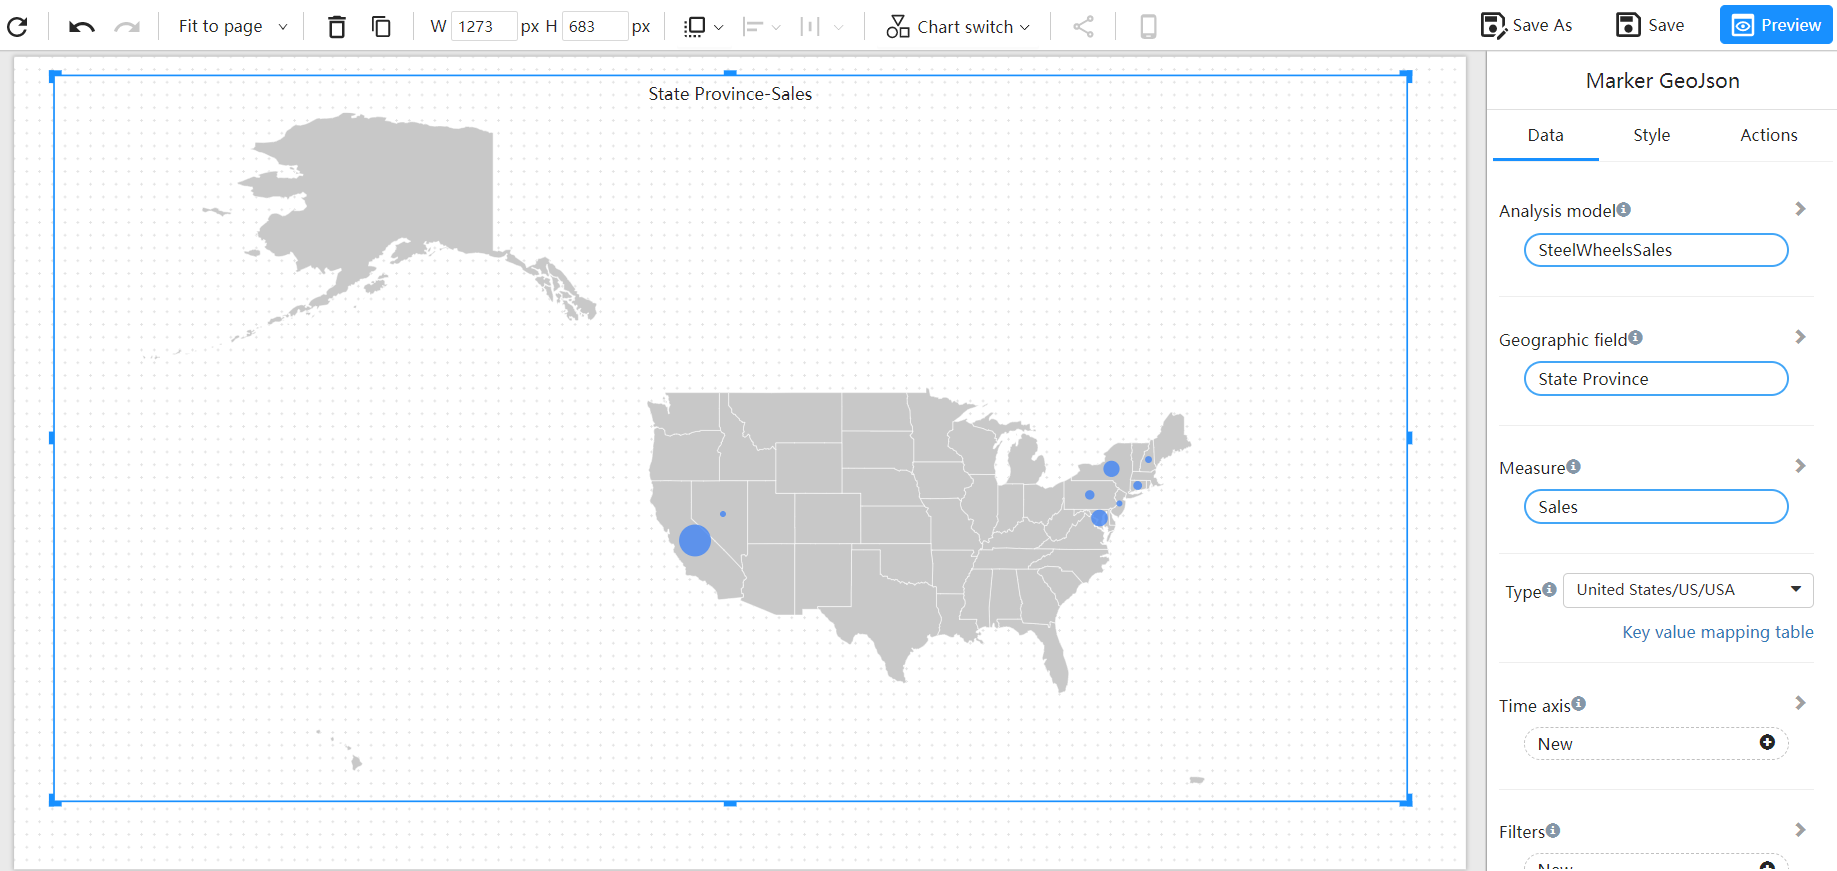 Fit to page
W 1273 px H 683 px
Chart switch
Save As
Save
Preview
State Province-Sales
Marker GeoJson
Data Style Actions
Analysis model
SteelWheelsSales
Geographic field
State Province
Measure
Sales
Type United States/US/USA
Key value mapping table
Time axis
New
Filters
New